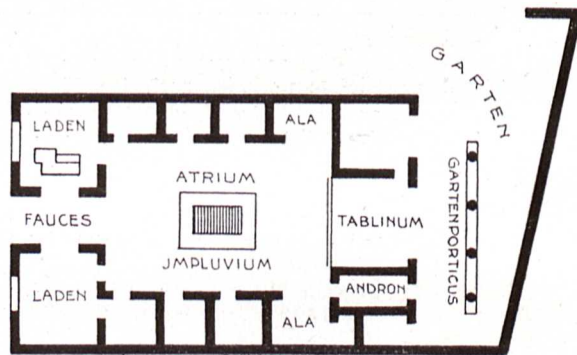 GARTEN
LADEN
ALA
ATRIUM
GARTENPORTICUS
FAUCES
TABLINUM
JMPLUVIUM
ANDRON
LADEN
ALA